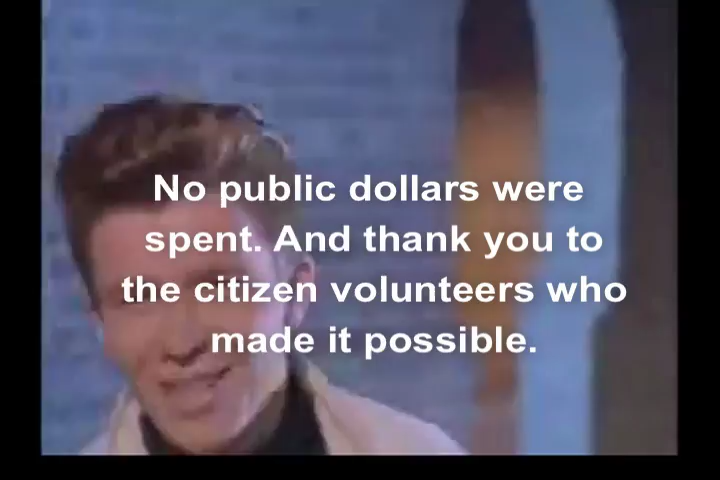 No public dollars were
spent. And thank you to
the citizen volunteers who
made it possible.